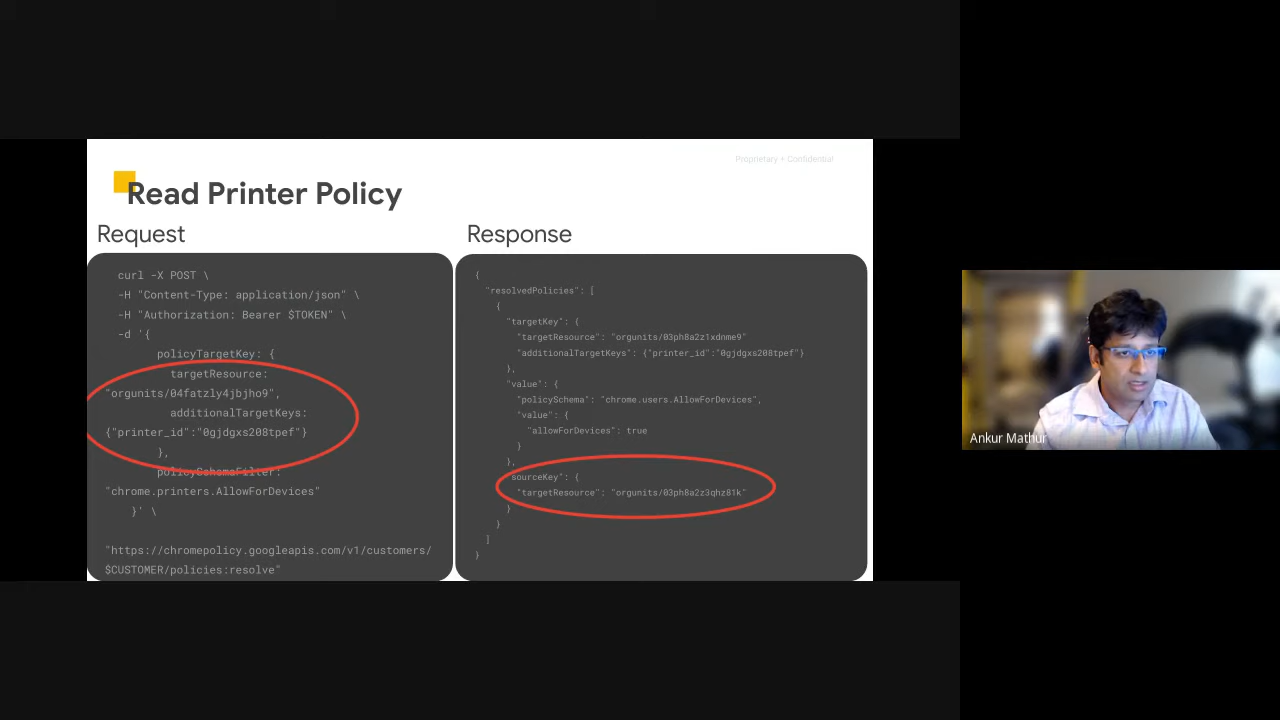 Proprietary + Confidential
Read Printer Policy
Request
curl -X POST \
-H "Content-Type: application/json" \
-H "Authorization: Bearer $TOKEN" \
-d '{
policyTargetKey: {
targetResource:
"orgunits/04fatzly4jbjho9",
additionalTargetKeys:
{"printer_id":"0gjdgxs208tpef"}
},
policySchemaFilter:
"chrome.printers.AllowForDevices"
}' \
"https://chromepolicy.googleapis.com/v1/customers/
$CUSTOMER/policies:resolve"
Response
{
"resolvedPolicies": [
{
"targetKey": {
"targetResource": "orgunits/03ph8a2z1xdnme9"
"additionalTargetKeys": {"printer_id":"0gjdgxs208tpef"}
},
"value": {
"policySchema": "chrome.users.AllowForDevices",
"value": {
"allowForDevices": true
}
},
"sourceKey": {
"targetResource": "orgunits/03ph8a2z3qhz81k"
}
}
]
}
Ankur Mathur